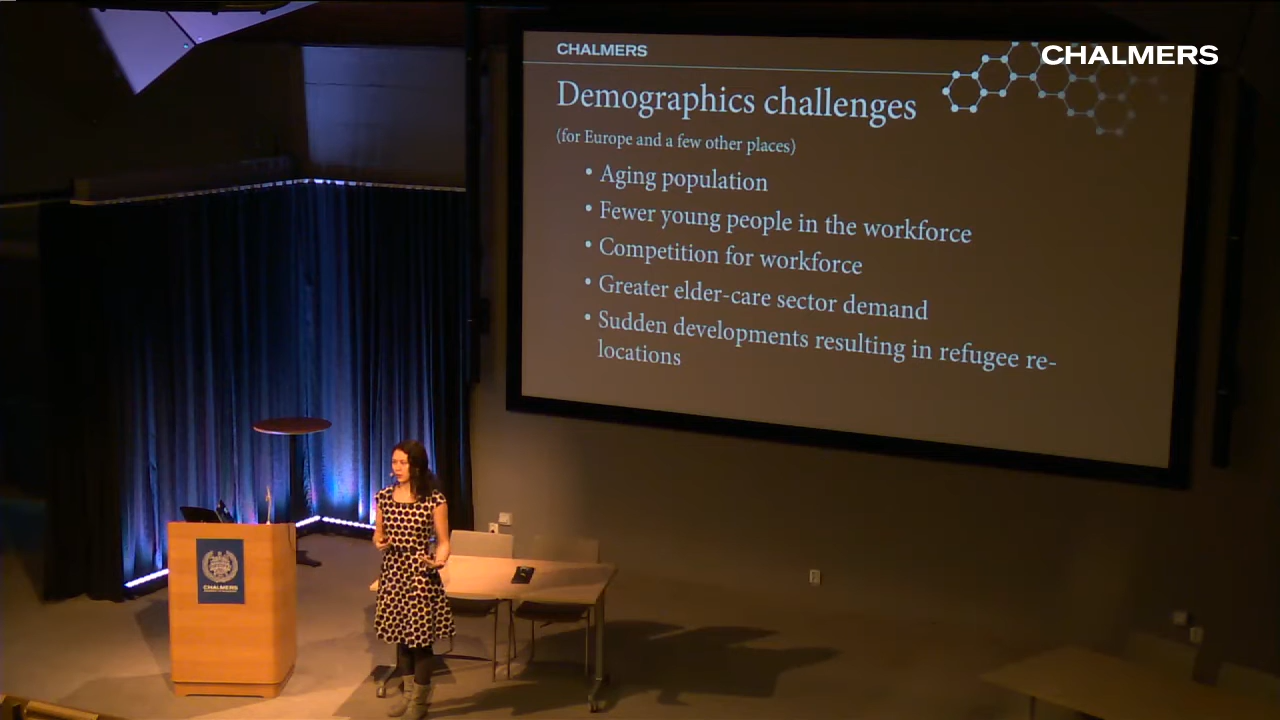 CHALMERS
CHALMERS
Demographics challenges
(for Europe and a few other places)
• Aging population
• Fewer young people in the workforce
• Competition for workforce
• Greater elder-care sector demand
• Sudden developments resulting in refugee re-
locations
CHALMERS